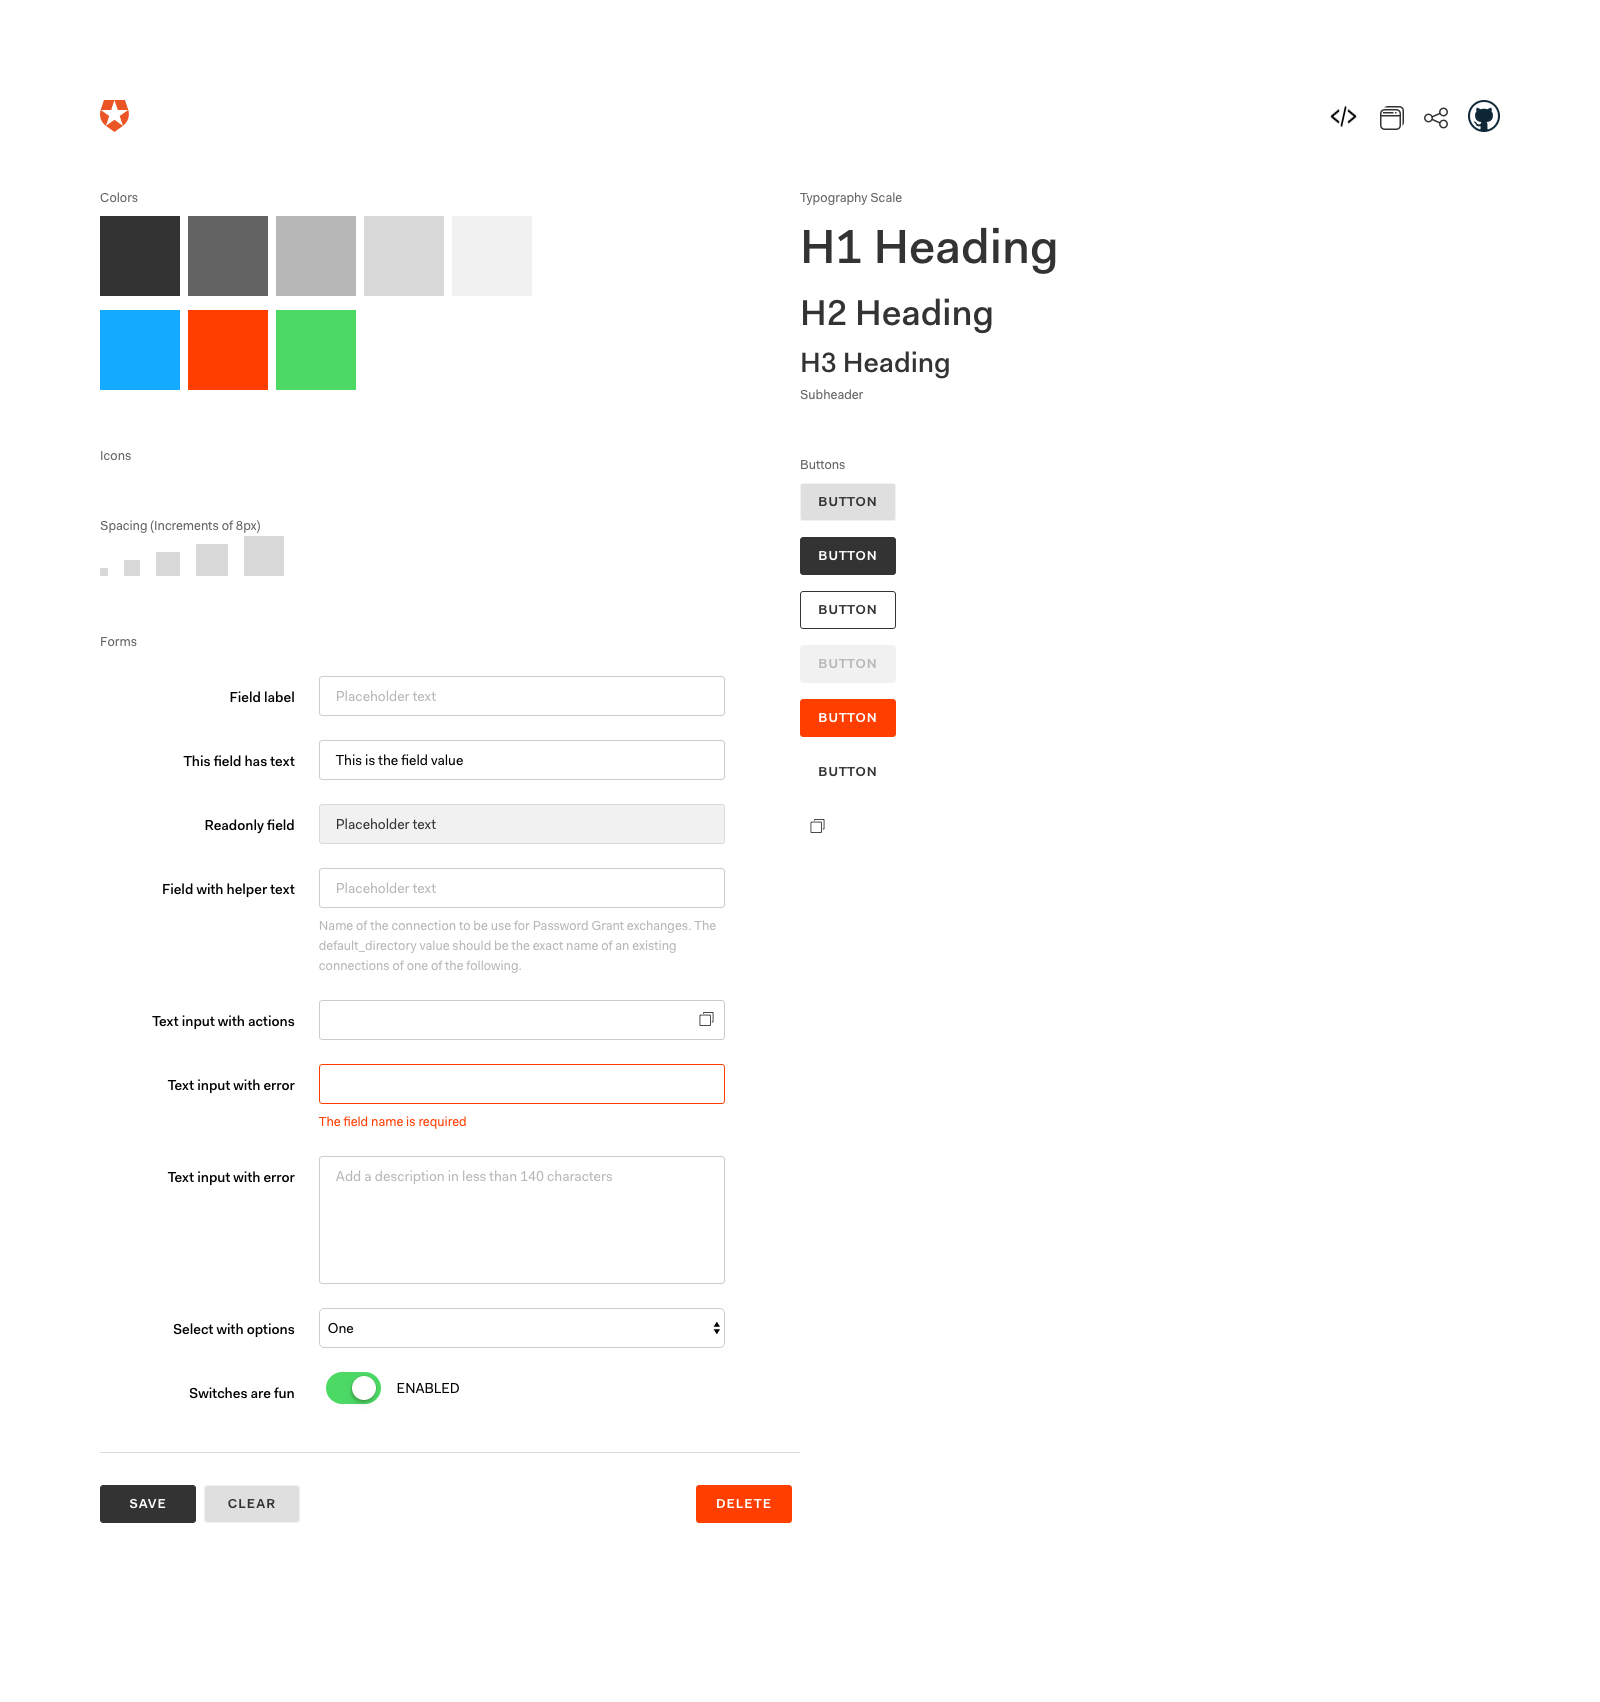 Colors
Icons
Spacing (Increments of 8px)
Forms
Field label
Placeholder text
This field has text
This is the field value
Readonly field
Placeholder text
Field with helper text
Placeholder text
Name of the connection to be use for Password Grant exchanges. The
default_directory value should be the exact name of an existing
connections of one of the following.
Text input with actions
Text input with error
The field name is required
Text input with error
Add a description in less than 140 characters
Select with options
One
Switches are fun
ENABLED
SAVE
CLEAR
DELETE
Typography Scale
H1 Heading
H2 Heading
H3 Heading
Subheader
Buttons
BUTTON
BUTTON
BUTTON
BUTTON
BUTTON
BUTTON